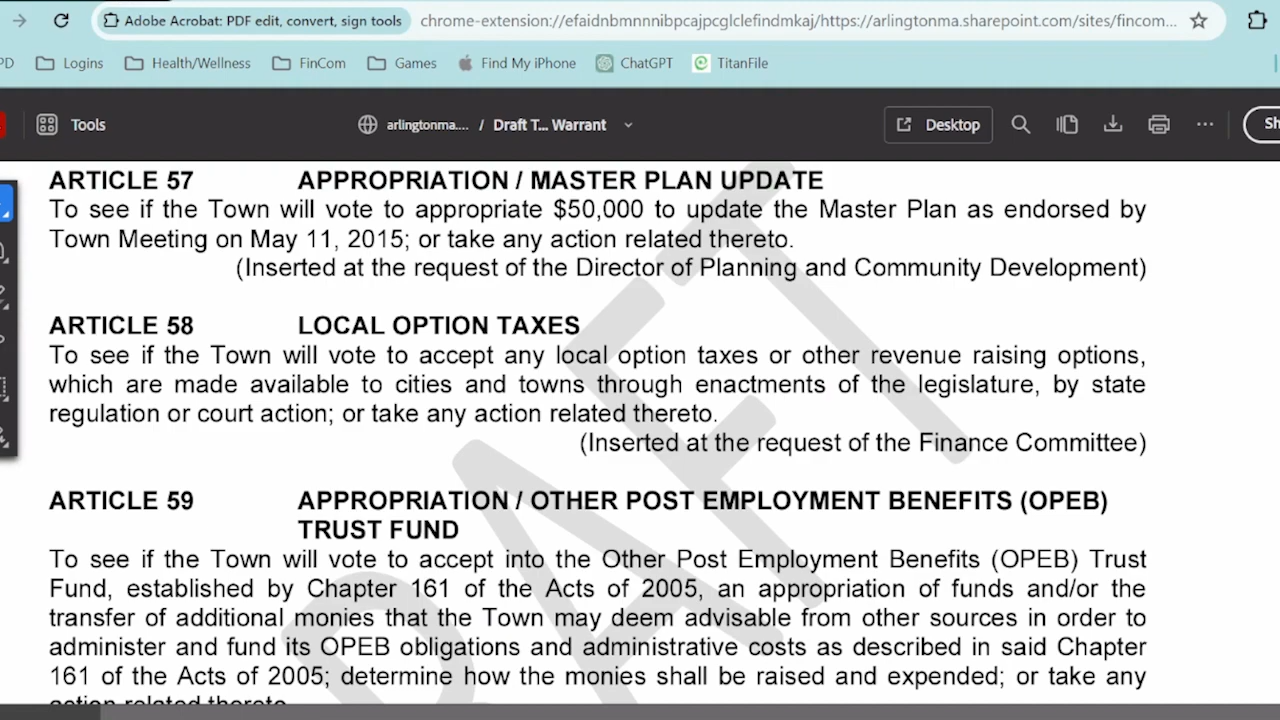 Adobe Acrobat: PDF edit, convert, sign tools chrome-extension://efaidnbmnnnibpcajpcglclefindmkaj/https://arlingtonma.sharepoint.com/sites/fincom...
PD Logins Health/Wellness FinCom Games Find My iPhone ChatGPT TitanFile
Tools arlingtonma.... / Draft T... Warrant Desktop Sh
ARTICLE 57 APPROPRIATION / MASTER PLAN UPDATE
To see if the Town will vote to appropriate $50,000 to update the Master Plan as endorsed by
Town Meeting on May 11, 2015; or take any action related thereto.
(Inserted at the request of the Director of Planning and Community Development)
ARTICLE 58 LOCAL OPTION TAXES
To see if the Town will vote to accept any local option taxes or other revenue raising options,
which are made available to cities and towns through enactments of the legislature, by state
regulation or court action; or take any action related thereto.
(Inserted at the request of the Finance Committee)
ARTICLE 59 APPROPRIATION / OTHER POST EMPLOYMENT BENEFITS (OPEB)
TRUST FUND
To see if the Town will vote to accept into the Other Post Employment Benefits (OPEB) Trust
Fund, established by Chapter 161 of the Acts of 2005, an appropriation of funds and/or the
transfer of additional monies that the Town may deem advisable from other sources in order to
administer and fund its OPEB obligations and administrative costs as described in said Chapter
161 of the Acts of 2005; determine how the monies shall be raised and expended; or take any
action related thereto.
DRAFT